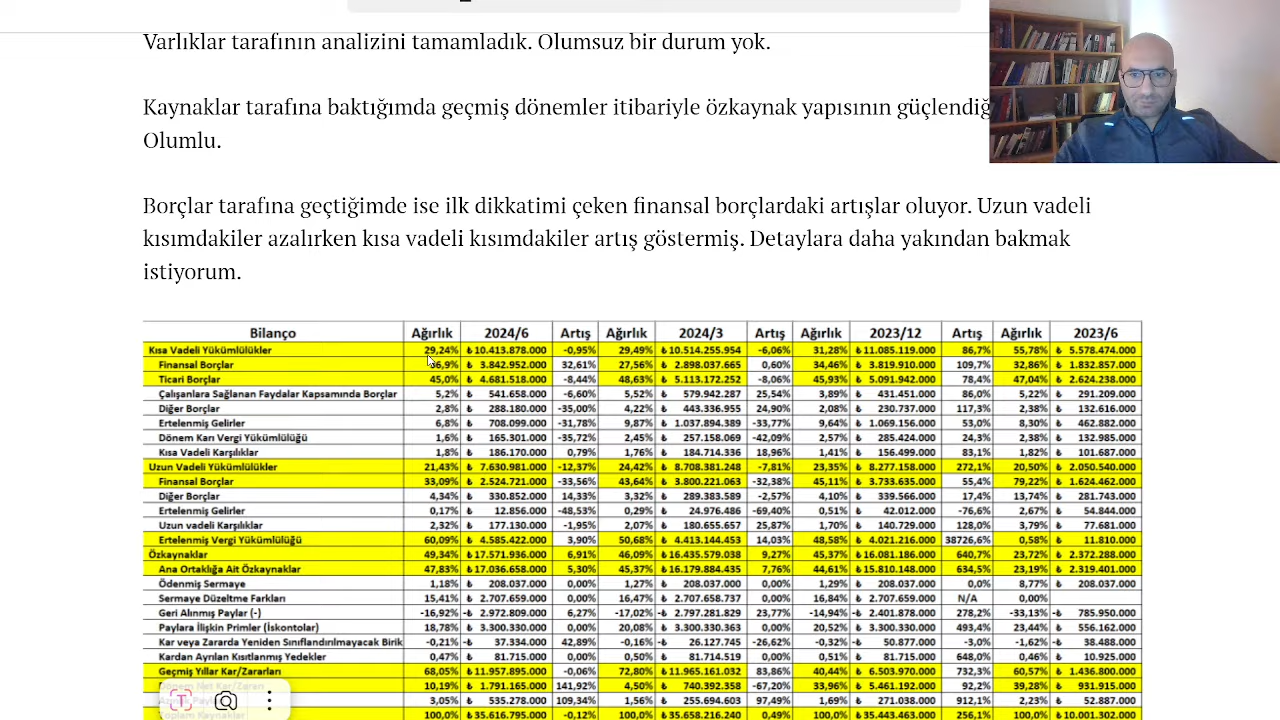 Varlıklar tarafının analizini tamamladık. Olumsuz bir durum yok.
Kaynaklar tarafına baktığımda geçmiş dönemler itibariyle özkaynak yapısının güçlendiğ
Olumlu.
Borçlar tarafına geçtiğimde ise ilk dikkatimi çeken finansal borçlardaki artışlar oluyor. Uzun vadeli
kısımdakiler azalırken kısa vadeli kısımdakiler artış göstermiş. Detaylara daha yakından bakmak
istiyorum.
Bilanço Ağırlık 2024/6 Artış Ağırlık 2024/3 Artış Ağırlık 2023/12 Artış Ağırlık 2023/6
Kısa Vadeli Yükümlülükler 29,24% ₺ 10.413.878.000 -0,95% 29,49% ₺ 10.514.255.954 -6,06% 31,28% ₺ 11.085.119.000 86,7% 55,78% ₺ 5.578.474.000
Finansal Borçlar 36,9% ₺ 3.842.952.000 32,61% 27,56% ₺ 2.898.037.665 0,60% 34,46% ₺ 3.819.910.000 109,7% 32,86% ₺ 1.832.857.000
Ticari Borçlar 45,0% ₺ 4.681.518.000 -8,44% 48,63% ₺ 5.113.172.252 -8,06% 45,93% ₺ 5.091.942.000 78,4% 47,04% ₺ 2.624.238.000
Çalışanlara Sağlanan Faydalar Kapsamında Borçlar 5,2% ₺ 541.658.000 -6,60% 5,52% ₺ 579.942.287 25,54% 3,89% ₺ 431.451.000 86,0% 5,22% ₺ 291.209.000
Diğer Borçlar 2,8% ₺ 288.180.000 -35,00% 4,22% ₺ 443.336.955 24,90% 2,08% ₺ 230.737.000 117,3% 2,38% ₺ 132.616.000
Ertelenmiş Gelirler 6,8% ₺ 708.099.000 -31,78% 9,87% ₺ 1.037.894.389 -33,77% 9,64% ₺ 1.069.156.000 53,0% 8,30% ₺ 462.882.000
Dönem Karı Vergi Yükümlülüğü 1,6% ₺ 165.301.000 -35,72% 2,45% ₺ 257.158.069 -42,09% 2,57% ₺ 285.424.000 24,3% 2,38% ₺ 132.985.000
Kısa Vadeli Karşılıklar 1,8% ₺ 186.170.000 0,79% 1,76% ₺ 184.714.336 18,96% 1,41% ₺ 156.499.000 83,1% 1,82% ₺ 101.687.000
Uzun Vadeli Yükümlülükler 21,43% ₺ 7.630.981.000 -12,37% 24,42% ₺ 8.708.381.248 -7,81% 23,35% ₺ 8.277.158.000 272,1% 20,50% ₺ 2.050.540.000
Finansal Borçlar 33,09% ₺ 2.524.721.000 -33,56% 43,64% ₺ 3.800.221.063 -32,38% 45,11% ₺ 3.733.635.000 55,4% 79,22% ₺ 1.624.462.000
Diğer Borçlar 4,34% ₺ 330.852.000 14,33% 3,32% ₺ 289.383.589 -2,57% 4,10% ₺ 339.566.000 17,4% 13,74% ₺ 281.743.000
Ertelenmiş Gelirler 0,17% ₺ 12.856.000 -48,53% 0,29% ₺ 24.976.486 -69,40% 0,51% ₺ 42.012.000 -76,6% 2,67% ₺ 54.844.000
Uzun vadeli Karşılıklar 2,32% ₺ 177.130.000 -1,95% 2,07% ₺ 180.655.657 25,87% 1,70% ₺ 140.729.000 128,0% 3,79% ₺ 77.681.000
Ertelenmiş Vergi Yükümlülüğü 60,09% ₺ 4.585.422.000 3,90% 50,68% ₺ 4.413.144.453 14,03% 48,58% ₺ 4.021.216.000 38726,6% 0,58% ₺ 11.810.000
Özkaynaklar 49,34% ₺ 17.571.936.000 6,91% 46,09% ₺ 16.435.579.038 9,27% 45,37% ₺ 16.081.186.000 640,7% 23,72% ₺ 2.372.288.000
Ana Ortaklığa Ait Özkaynaklar 47,83% ₺ 17.036.658.000 5,30% 45,37% ₺ 16.179.884.435 7,76% 44,61% ₺ 15.810.148.000 634,5% 23,19% ₺ 2.319.401.000
Ödenmiş Sermaye 1,18% ₺ 208.037.000 0,00% 1,27% ₺ 208.037.000 0,00% 1,29% ₺ 208.037.000 0,0% 8,77% ₺ 208.037.000
Sermaye Düzeltme Farkları 15,41% ₺ 2.707.659.000 0,00% 16,47% ₺ 2.707.658.737 0,00% 16,84% ₺ 2.707.659.000 N/A 0,00%
Geri Alınmış Paylar (-) -16,92% -₺ 2.972.809.000 6,27% -17,02% -₺ 2.797.281.829 23,77% -14,94% -₺ 2.401.878.000 278,2% -33,13% -₺ 785.950.000
Paylara İlişkin Primler (İskontolar) 18,78% ₺ 3.300.330.000 0,00% 20,08% ₺ 3.300.330.363 0,00% 20,52% ₺ 3.300.330.000 493,4% 23,44% ₺ 556.162.000
Kar veya Zararda Yeniden Sınıflandırılmayacak Birik -0,21% -₺ 37.334.000 42,89% -0,16% -₺ 26.127.745 -26,62% -0,32% -₺ 50.877.000 -3,0% -1,62% -₺ 38.488.000
Kardan Ayrılan Kısıtlanmış Yedekler 0,47% ₺ 81.715.000 0,00% 0,50% ₺ 81.714.519 0,00% 0,51% ₺ 81.715.000 648,0% 0,46% ₺ 10.925.000
Geçmiş Yıllar Kar/Zararları 68,05% ₺ 11.957.895.000 -0,06% 72,80% ₺ 11.965.161.032 83,86% 40,44% ₺ 6.503.970.000 732,3% 60,57% ₺ 1.436.800.000
Dönem Net Kar/Zararı 10,19% ₺ 1.791.165.000 141,92% 4,50% ₺ 740.392.358 -67,20% 33,96% ₺ 5.461.192.000 92,2% 39,28% ₺ 931.915.000
3,05% ₺ 535.278.000 109,34% 1,56% ₺ 255.694.603 97,49% 1,69% ₺ 271.038.000 912,1% 2,23% ₺ 52.887.000
Toplam Kaynaklar 100,0% ₺ 35.616.795.000 -0,12% 100,0% ₺ 35.658.216.240 0,49% 100,0% ₺ 35.443.463.000 256,1% 100,0% ₺ 10.001.302.000